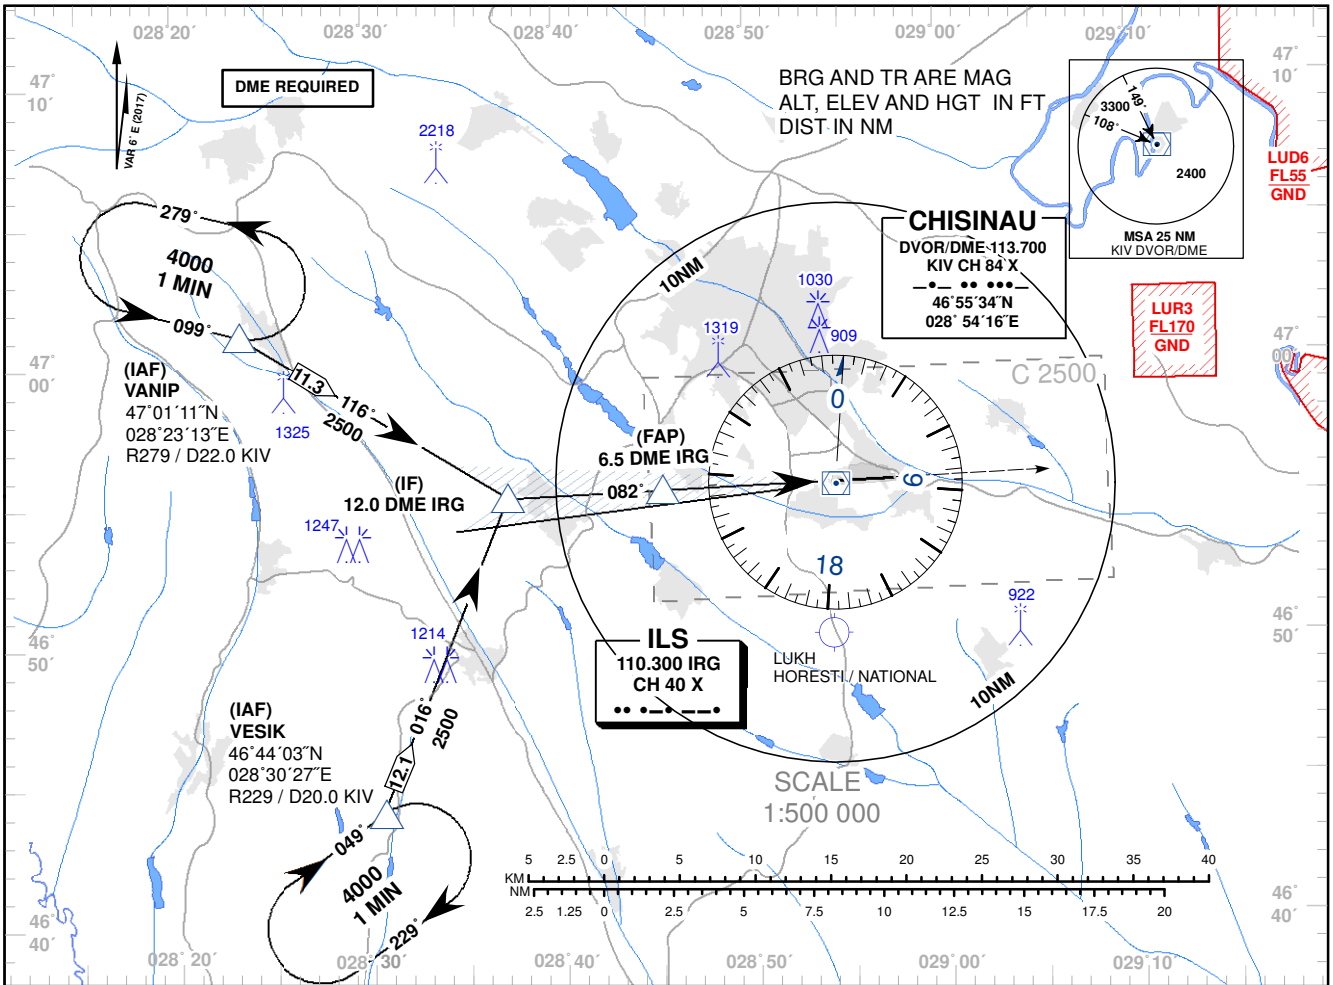 028°20´ 028°30´ 028°40´ 028°50´ 029°00´ 029°10´
47°
10´
47°
10´
VAR 6° E (2017)
DME REQUIRED
BRG AND TR ARE MAG
ALT, ELEV AND HGT IN FT
DIST IN NM
149°
3300
108°
2400
MSA 25 NM
KIV DVOR/DME
LUD6
FL55
GND
2218
279°
4000
1 MIN
099°
10NM
CHISINAU
DVOR/DME 113.700
KIV CH 84 X
—•— •• •••—
46°55´34˝N
028° 54´16˝E
1030
909
1319
LUR3
FL170
GND
47°
00´
47°
00´
C 2500
(IAF)
VANIP
47°01´11˝N
028°23´13˝E
R279 / D22.0 KIV
11.3
116°
2500
1325
0
(FAP)
6.5 DME IRG
(IF)
12.0 DME IRG
082°
6
1247
18
922
46°
50´
46°
50´
1214
ILS
110.300 IRG
CH 40 X
•• •—• ——•
LUKH
HORESTI / NATIONAL
10NM
016°
2500
12.1
(IAF)
VESIK
46°44´03˝N
028°30´27˝E
R229 / D20.0 KIV
SCALE
1:500 000
049°
4000
1 MIN
229°
5 2.5 0 5 10 15 20 25 30 35 40
KM
NM
2.5 1.25 0 2.5 5 7.5 10 12.5 15 17.5 20
46°
40´
46°
40´
028°20´ 028°30´ 028°40´ 028°50´ 029°00´ 029°10´